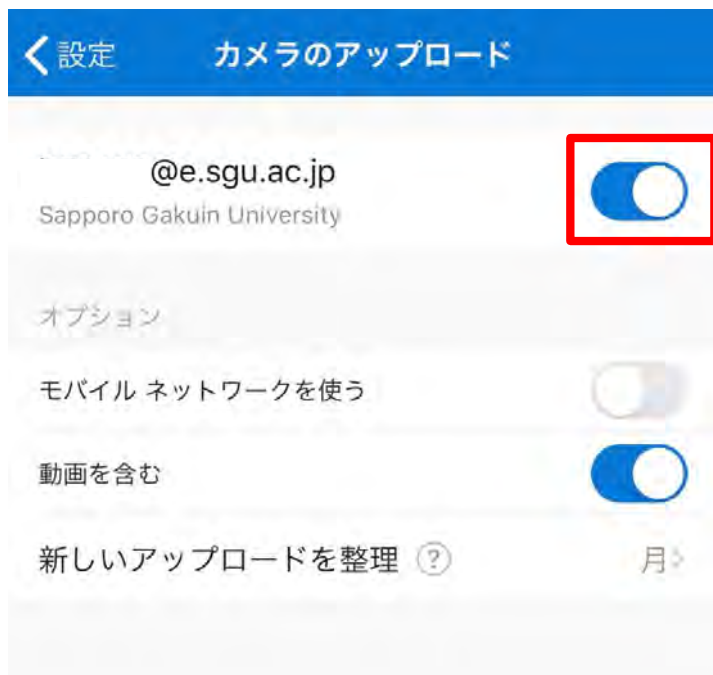 設定 カメラのアップロード
@e.sgu.ac.jp
Sapporo Gakuin University
オプション
モバイル ネットワークを使う
動画を含む
新しいアップロードを整理 ? 月